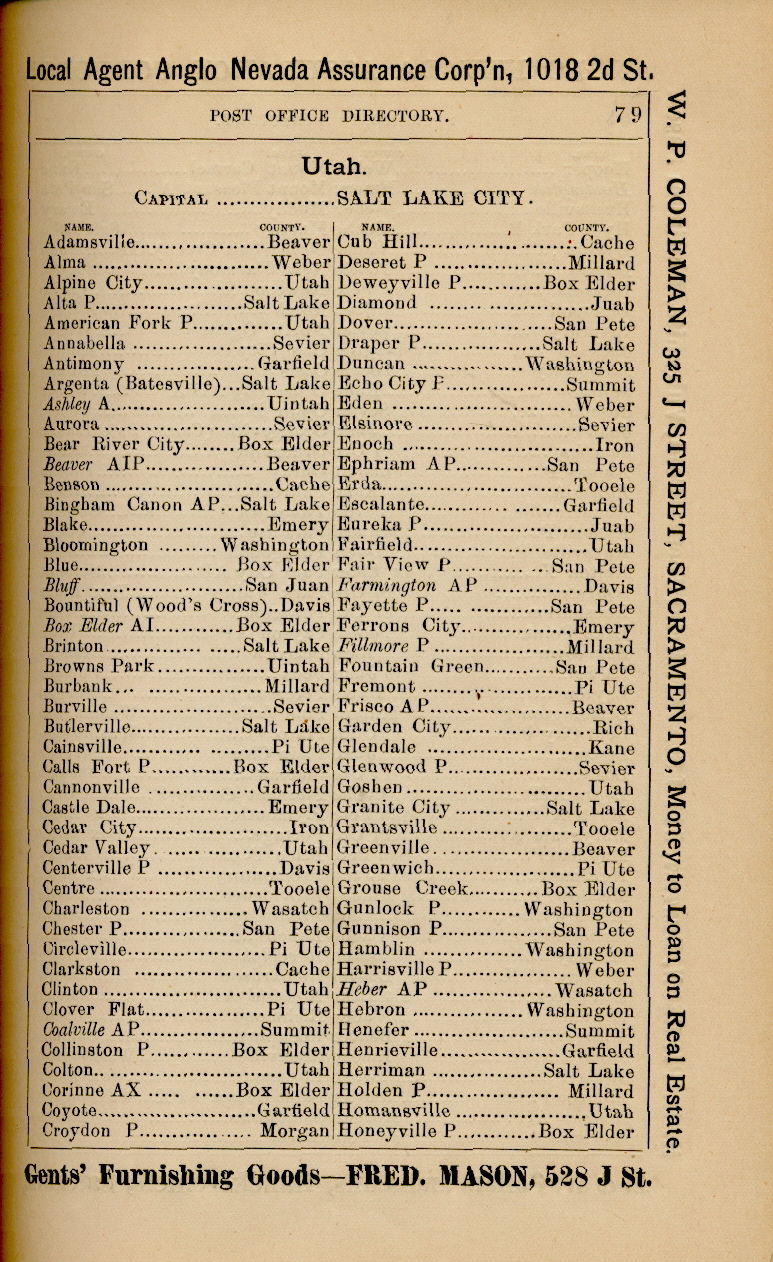 Local Agent Anglo Nevada Assurance Corp'n, 1018 2d St.
POST OFFICE DIRECTORY. 79
Utah.
CAPITAL .................SALT LAKE CITY.
NAME. COUNTY.
Adamsville....................Beaver
Alma ...........................Weber
Alpine City.....................Utah
Alta P......................Salt Lake
American Fork P.............Utah
Annabella ....................Sevier
Antimony .................Garfield
Argenta (Batesville)...Salt Lake
Ashley A.......................Uintah
Aurora ........................Sevier
Bear River City........Box Elder
Beaver AIP..................Beaver
Benson ........................Cache
Bingham Canon AP...Salt Lake
Blake..........................Emery
Bloomington .........Washington
Blue....................... Box Elder
Bluff........................San Juan
Bountiful (Wood's Cross)..Davis
Box Elder AI............Box Elder
Brinton....................Salt Lake
Browns Park................Uintah
Burbank... .................Millard
Burville .......................Sevier
Butlerville.................Salt Lake
Cainsville......................Pi Ute
Calls Fort P............Box Elder
Cannonville ................Garfield
Castle Dale...................Emery
Cedar City.......................Iron
Cedar Valley. ...................Utah
Centerville P ..................Davis
Centre .........................Tooele
Charleston ................Wasatch
Chester P..................San Pete
Circleville.....................Pi Ute
Clarkston .....................Cache
Clinton ...........................Utah
Clover Flat..................Pi Ute
Coalville AP..................Summit
Collinston P............Box Elder
Colton.. ..........................Utah
Corinne AX ..... ......Box Elder
Coyote........................Garfield
Croydon P................. Morgan
NAME. COUNTY.
Cub Hill........................Cache
Deseret P ....................Millard
Deweyville P............Box Elder
Diamond ........................Juab
Dover........................San Pete
Draper P..................Salt Lake
Duncan .................Washington
Echo City P..................Summit
Eden ........................... Weber
Elsinore ........................Sevier
Enoch .............................Iron
Ephriam AP.............San Pete
Erda.............................Tooele
Escalante.....................Garfield
Eureka P.........................Juab
Fairfield..........................Utah
Fair View P............... San Pete
Farmington AP ...............Davis
Fayette P..... ............San Pete
Ferrons City.................Emery
Fillmore P ....................Millard
Fountain Green..........San Pete
Fremont ........................Pi Ute
Frisco AP.....................Beaver
Garden City.....................Rich
Glendale ........................Kane
Glenwood P...................Sevier
Goshen ...........................Utah
Granite City .............Salt Lake
Grantsville ...................Tooele
Greenville.....................Beaver
Greenwich.....................Pi Ute
Grouse Creek..........Box Elder
Gunlock P............Washington
Gunnison P...............San Pete
Hamblin ...............Washington
Harrisville P................. Weber
Heber AP ..................Wasatch
Hebron .................Washington
Henefer ......................Summit
Henrieville..................Garfield
Herriman .................Salt Lake
Holden P................... Millard
Homansville ...................Utah
Honeyville P............Box Elder
W. P. COLEMAN, 325 J STREET, SACRAMENTO, Money to Loan on Real Estate.
Gents' Furnishing Goods—FRED. MASON, 528 J St.